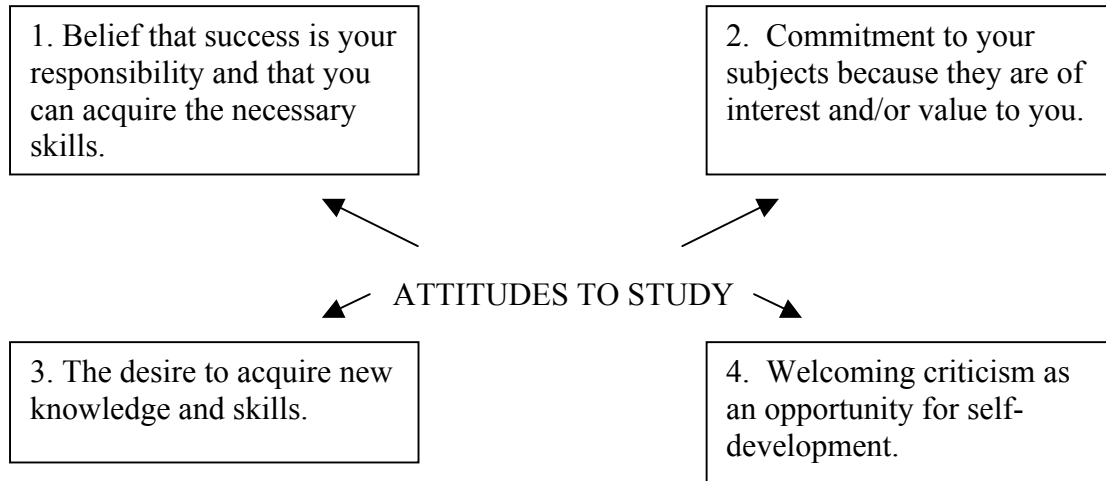 1. Belief that success is your
responsibility and that you
can acquire the necessary
skills.
2. Commitment to your
subjects because they are of
interest and/or value to you.
ATTITUDES TO STUDY
3. The desire to acquire new
knowledge and skills.
4. Welcoming criticism as
an opportunity for self-
development.